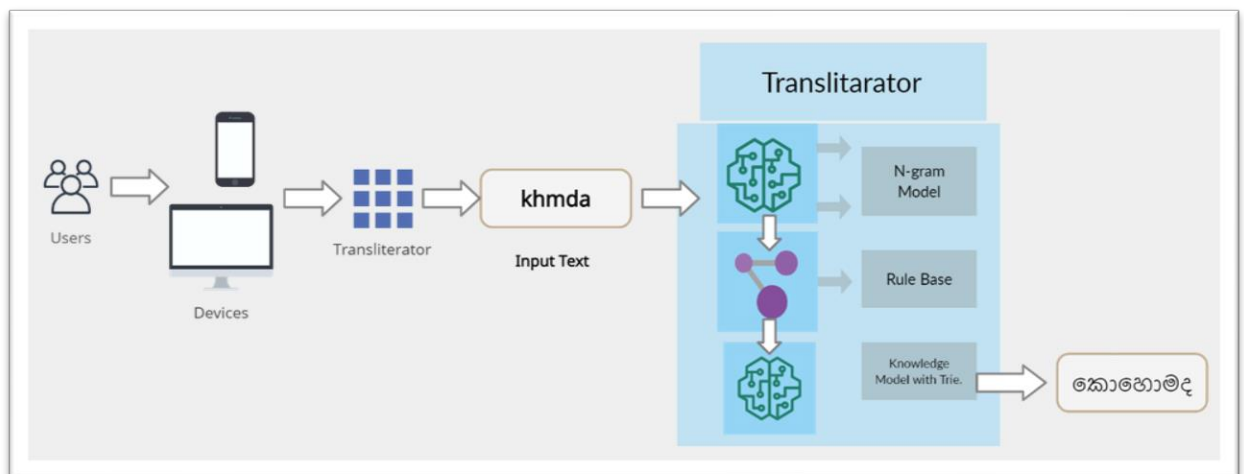 Users
Devices
Transliterator
khmda
Input Text
Translitarator
N-gram
Model
Rule Base
Knowledge
Model with Trie.
කොහොමද